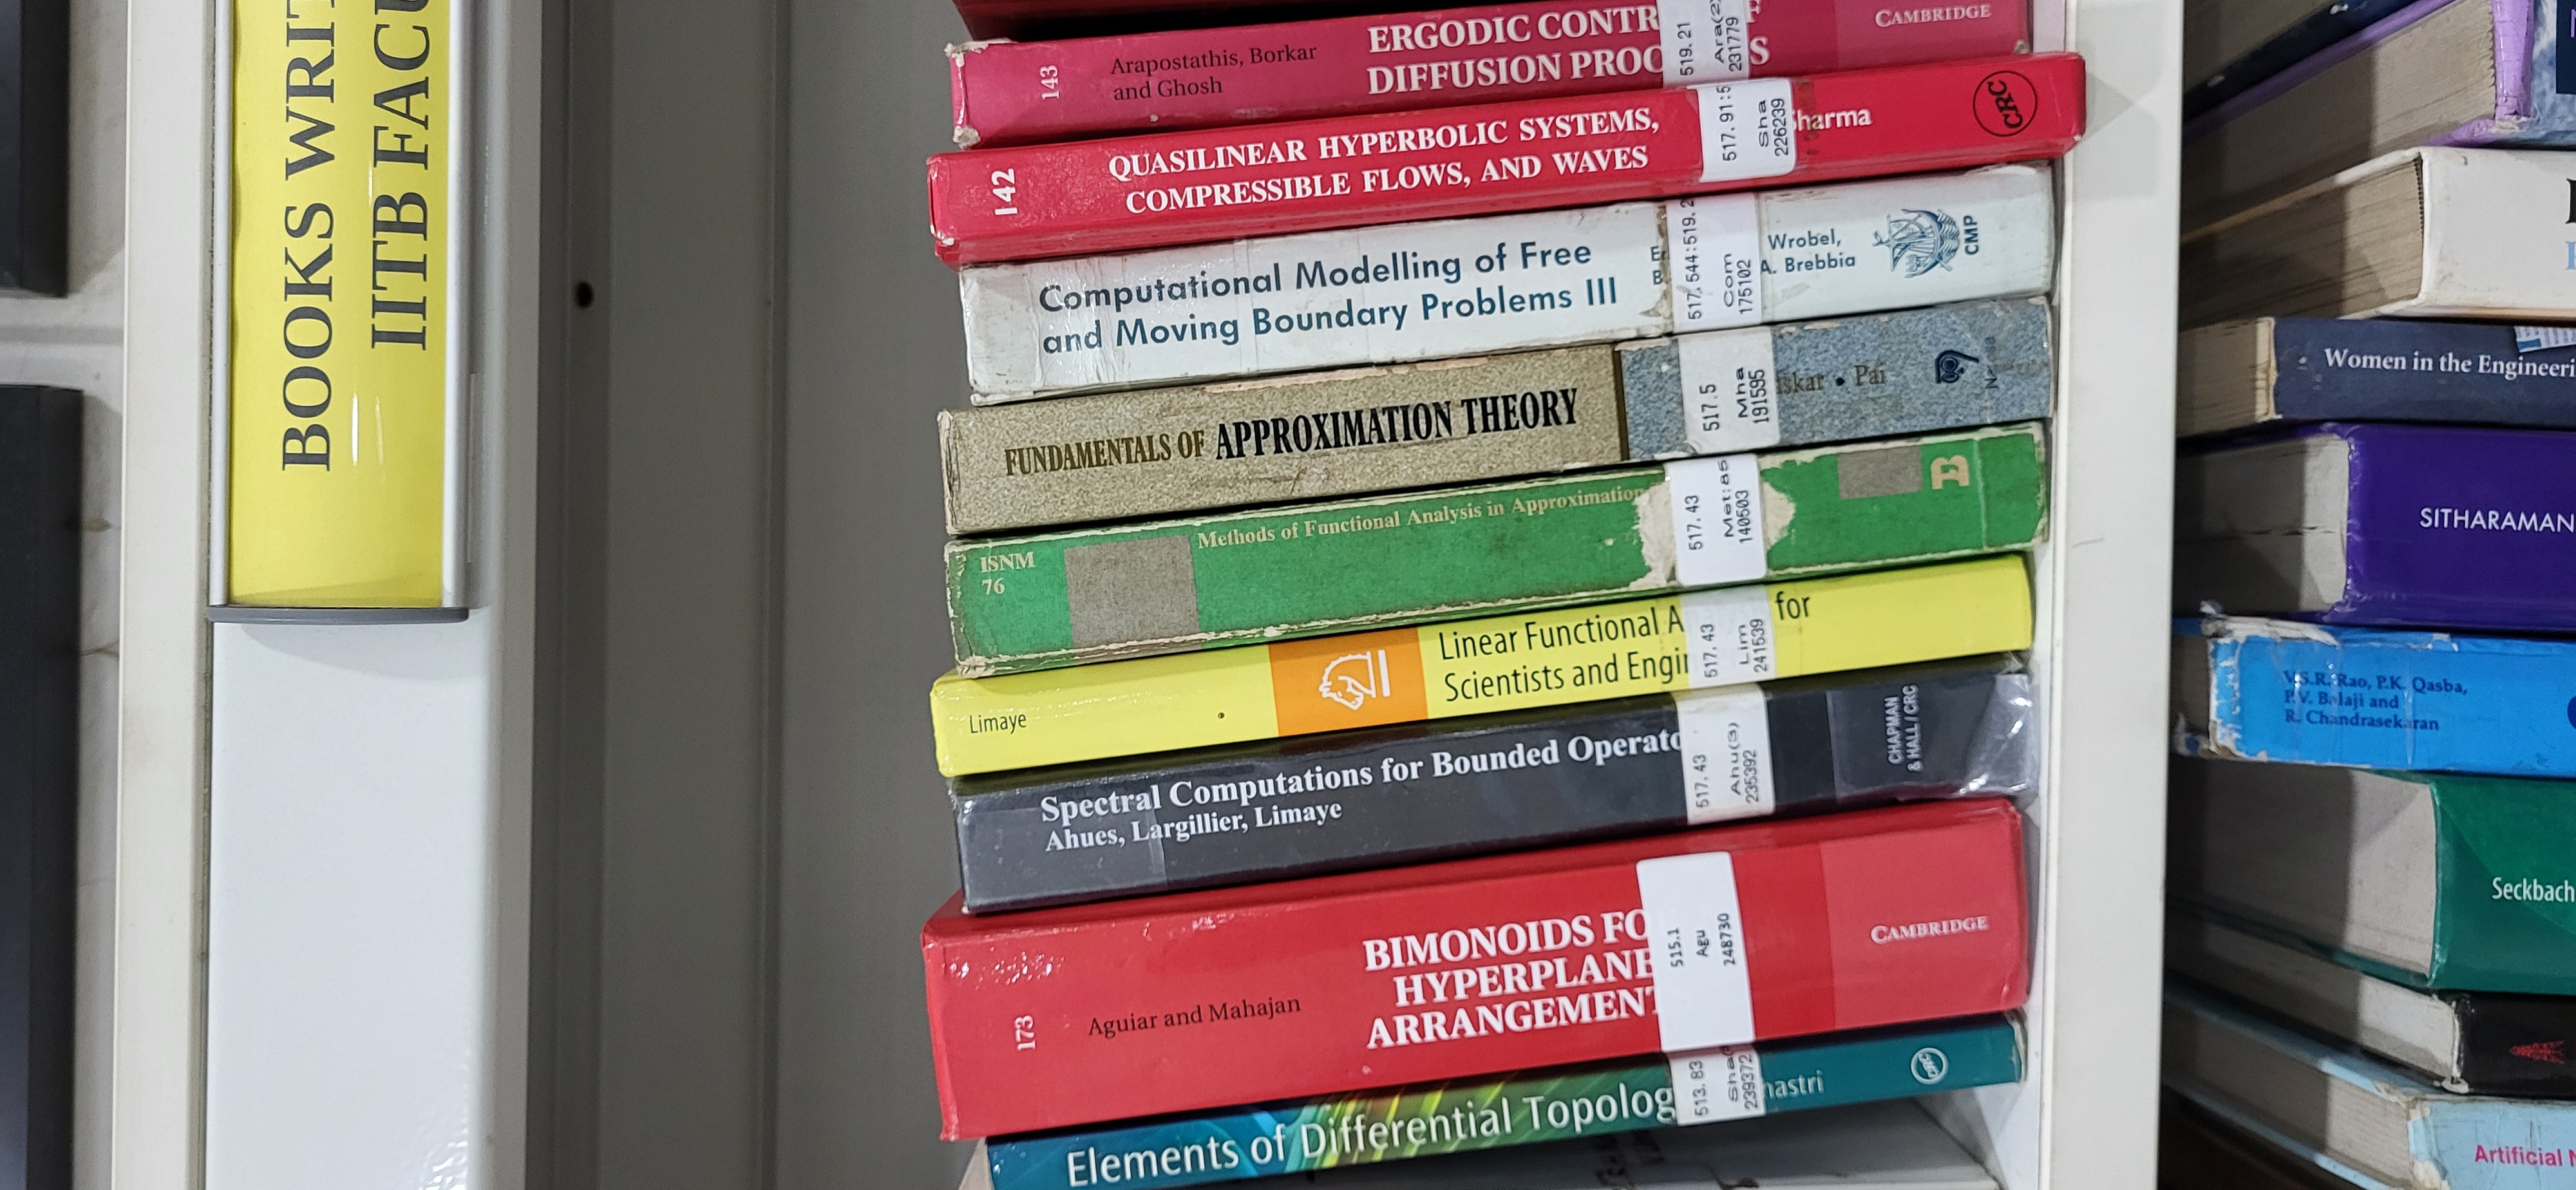 BOOKS WRIT
IITB FACU
Elements of Differential Topolog
513.83
Sha(
239372
hastri
CRC
173
Aguiar and Mahajan
BIMONOIDS FO
HYPERPLANE
ARRANGEMENT
515.1
Agu
248730
CAMBRIDGE
Spectral Computations for Bounded Operato
Ahues, Largillier, Limaye
517.43
Ahu(3)
235392
CHAPMAN
& HALL / CRC
Limaye
Linear Functional A
Scientists and Engi
517.43
Lim
241539
for
ISNM
76
Methods of Functional Analysis in Approximatio
517.43
Met:85
140503
B
FUNDAMENTALS OF APPROXIMATION THEORY
517.5
Mha
191595
skar • Pai
Narosa
Computational Modelling of Free
and Moving Boundary Problems III
E
B
517.544:519.2
Com
175102
Wrobel,
A. Brebbia
CMP
142
QUASILINEAR HYPERBOLIC SYSTEMS,
COMPRESSIBLE FLOWS, AND WAVES
517.91:5
Sha
226239
harma
CRC
143
Arapostathis, Borkar
and Ghosh
ERGODIC CONTR
DIFFUSION PROC
519.21
Ara(2)
231779
S
CAMBRIDGE
Artificial N
Seckbach
V.S.R. Rao, P.K. Qasba,
P.V. Balaji and
R. Chandrasekaran
SITHARAMAN
Women in the Engineeri